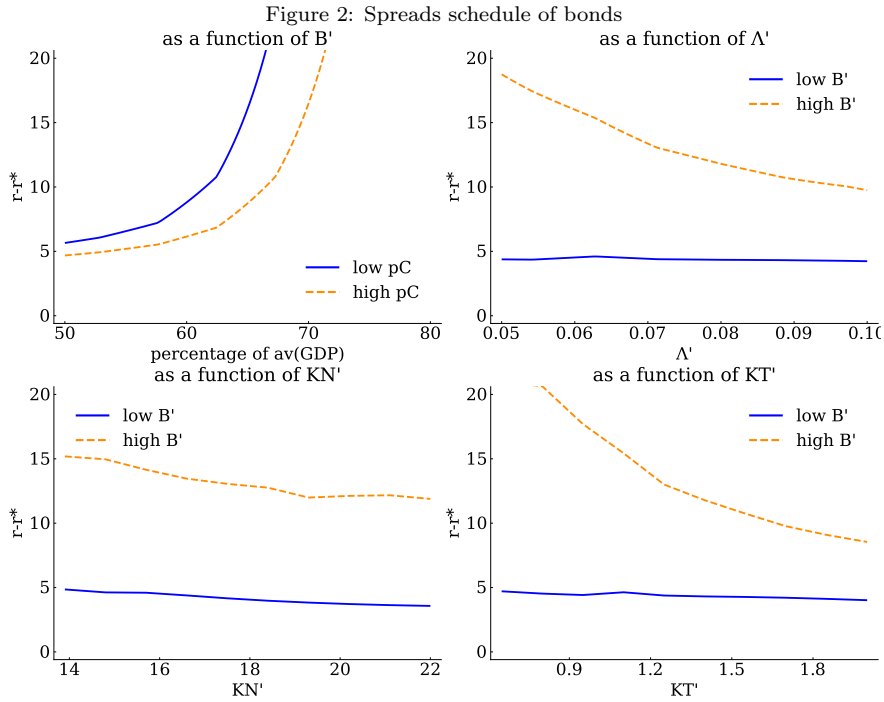 Figure 2: Spreads schedule of bonds
as a function of B'
20
15
10
5
0
r-r*
low pC
high pC
50
60
70
80
percentage of av(GDP)
as a function of Λ'
20
15
10
5
0
r-r*
low B'
high B'
0.05
0.06
0.07
0.08
0.09
0.10
Λ'
as a function of KN'
20
15
10
5
0
r-r*
low B'
high B'
14
16
18
20
22
KN'
as a function of KT'
20
15
10
5
0
r-r*
low B'
high B'
0.9
1.2
1.5
1.8
KT'